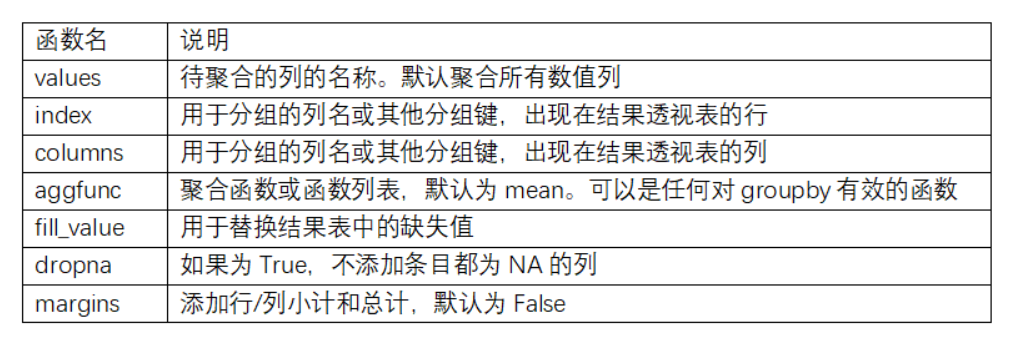 函数名 说明
values 待聚合的列的名称。默认聚合所有数值列
index 用于分组的列名或其他分组键，出现在结果透视表的行
columns 用于分组的列名或其他分组键，出现在结果透视表的列
aggfunc 聚合函数或函数列表，默认为 mean。可以是任何对 groupby 有效的函数
fill_value 用于替换结果表中的缺失值
dropna 如果为 True，不添加条目都为 NA 的列
margins 添加行/列小计和总计，默认为 False